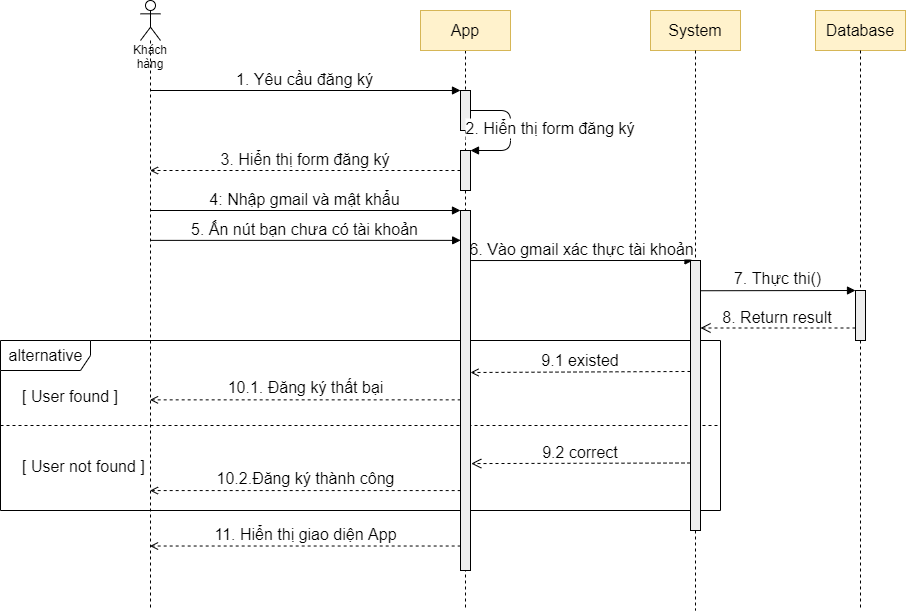 App
System
Database
Khách
hàng
1. Yêu cầu đăng ký
2. Hiển thị form đăng ký
3. Hiển thị form đăng ký
4: Nhập gmail và mật khẩu
5. Ấn nút bạn chưa có tài khoản
6. Vào gmail xác thực tài khoản
7. Thực thi()
8. Return result
alternative
9.1 existed
[ User found ]
10.1. Đăng ký thất bại
9.2 correct
[ User not found ]
10.2.Đăng ký thành công
11. Hiển thị giao diện App